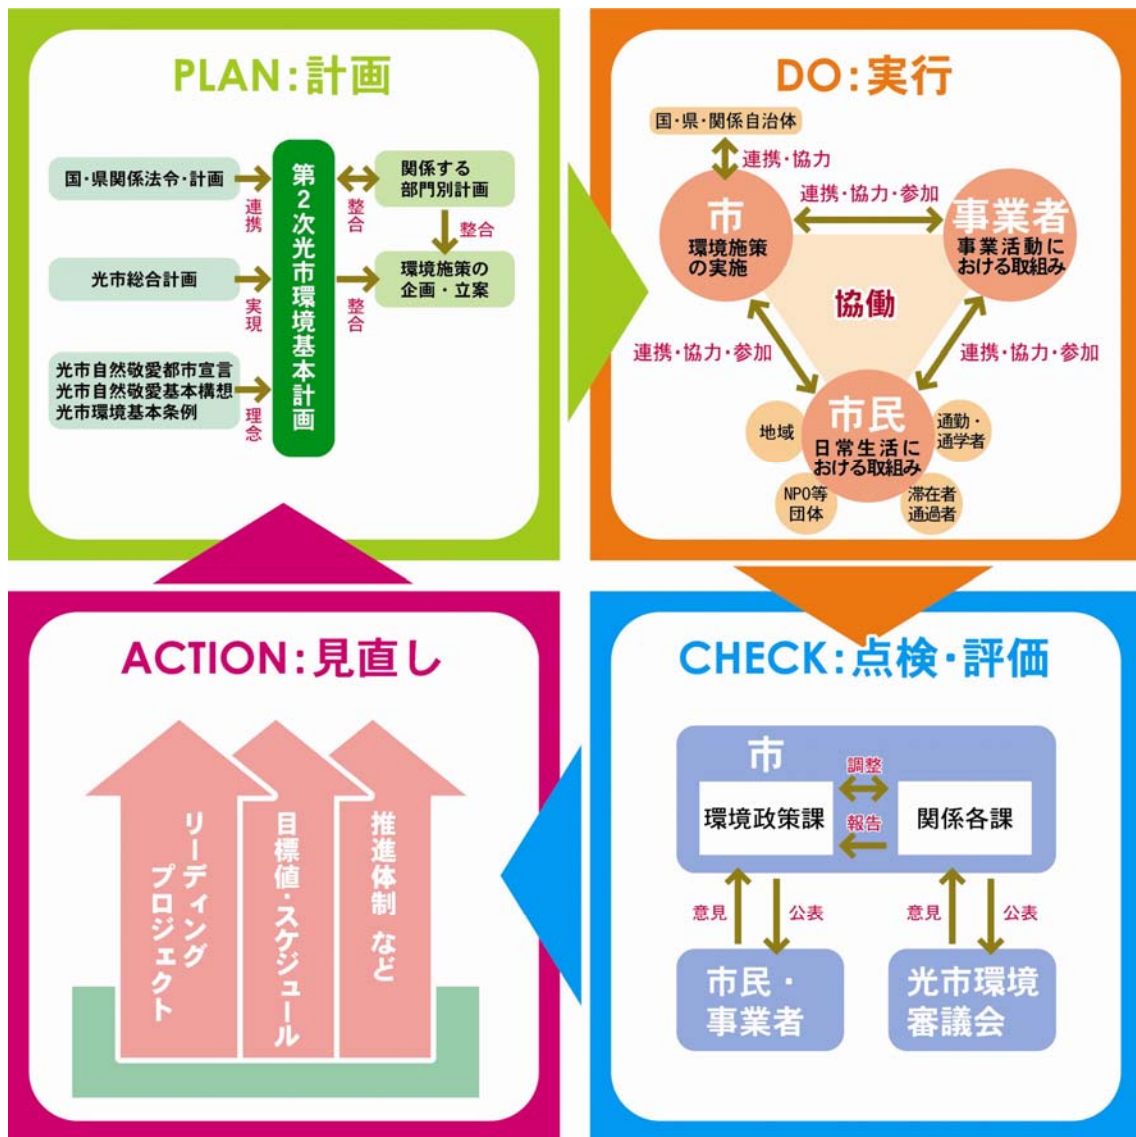 PLAN:計画
国・県関係法令・計画
連携
光市総合計画
実現
光市自然敬愛都市宣言
光市自然敬愛基本構想
光市環境基本条例
理念
第2次光市環境基本計画
整合
関係する
部門別計画
整合
整合
環境施策の
企画・立案
DO:実行
国・県・関係自治体
連携・協力
市
環境施策
の実施
連携・協力・参加
事業者
事業活動に
おける取組み
協働
連携・協力・参加
連携・協力・参加
市民
日常生活に
おける取組み
地域
通勤・
通学者
NPO等
団体
滞在者
通過者
ACTION:見直し
リーディング
プロジェクト
目標値・スケジュール
推進体制 など
CHECK:点検・評価
市
環境政策課
調整
報告
関係各課
意見
公表
意見
公表
市民・
事業者
光市環境
審議会